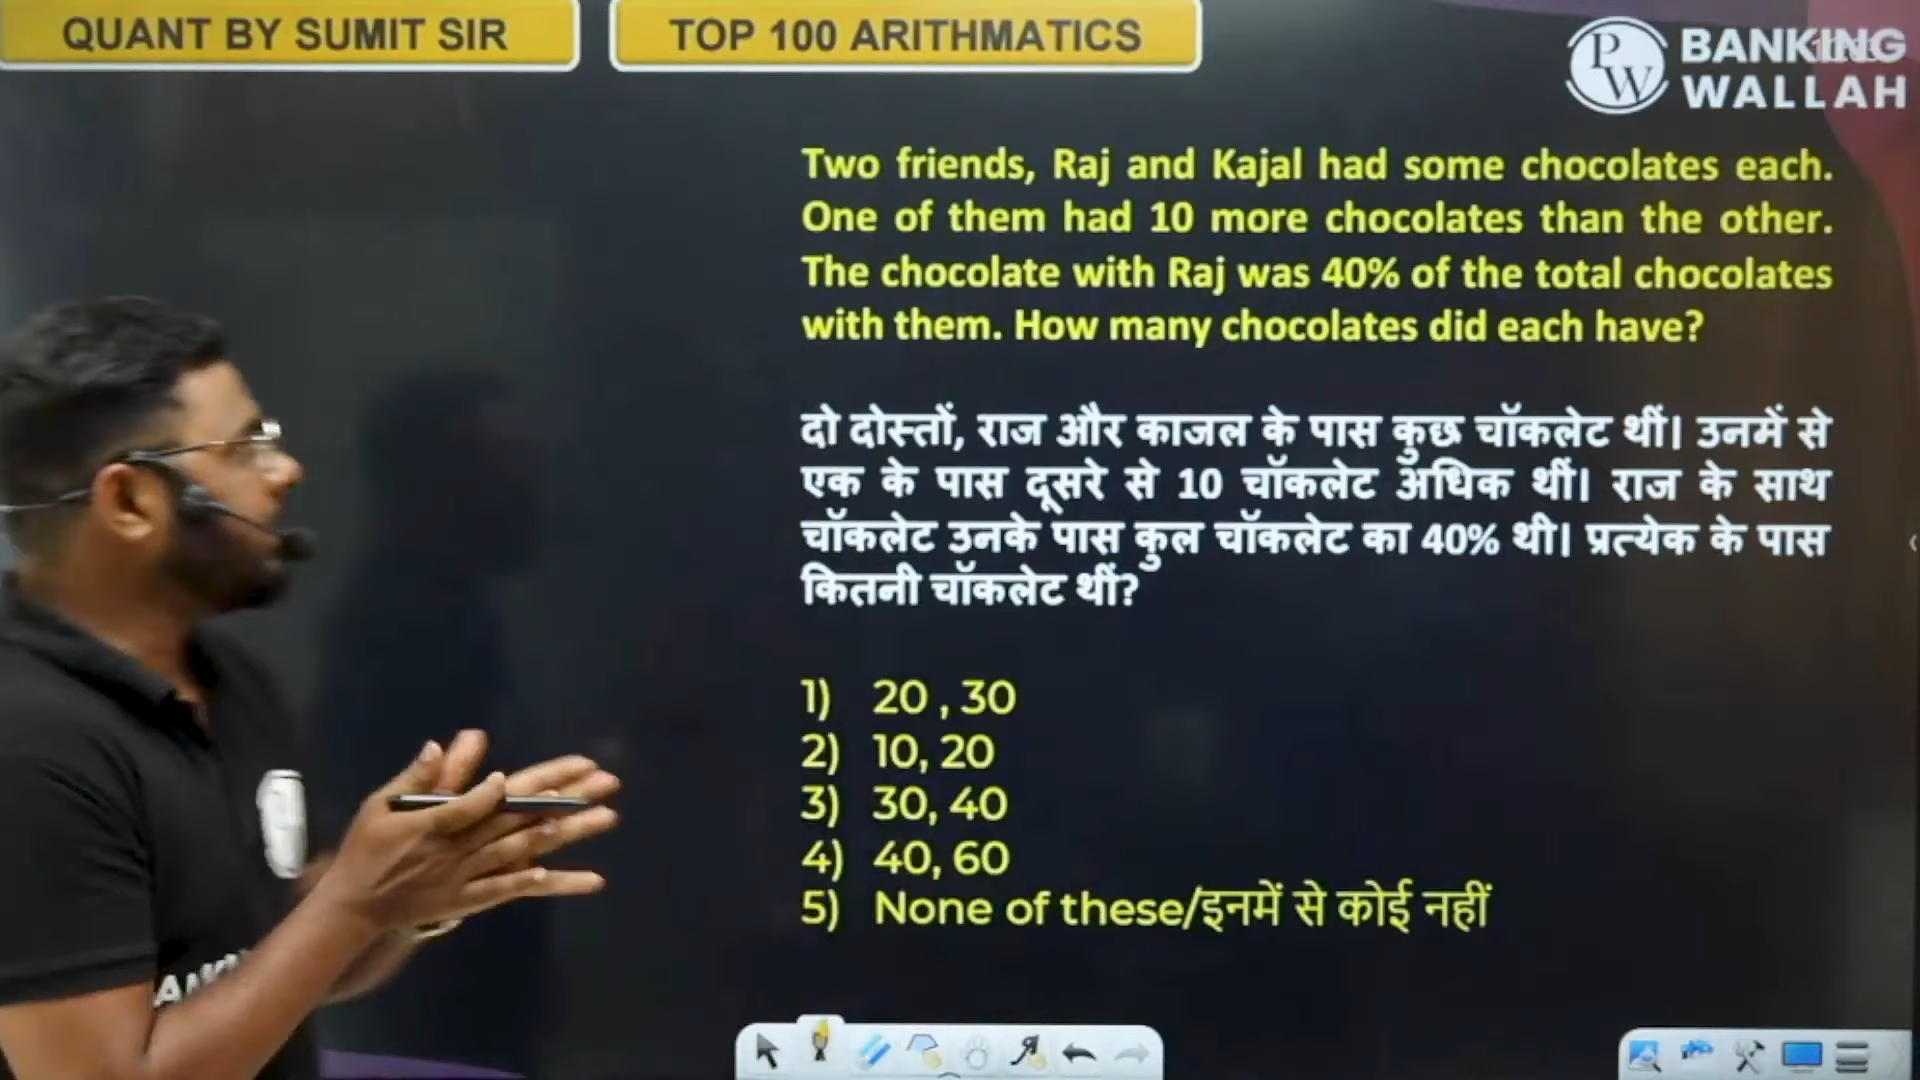 QUANT BY SUMIT SIR
TOP 100 ARITHMATICS
PW
BANKING
WALLAH
Two friends, Raj and Kajal had some chocolates each.
One of them had 10 more chocolates than the other.
The chocolate with Raj was 40% of the total chocolates
with them. How many chocolates did each have?
दो दोस्तों, राज और काजल के पास कुछ चॉकलेट थीं। उनमें से
एक के पास दूसरे से 10 चॉकलेट अधिक थीं। राज के साथ
चॉकलेट उनके पास कुल चॉकलेट का 40% थी। प्रत्येक के पास
कितनी चॉकलेट थीं?
1) 20 , 30
2) 10, 20
3) 30, 40
4) 40, 60
5) None of these/इनमें से कोई नहीं